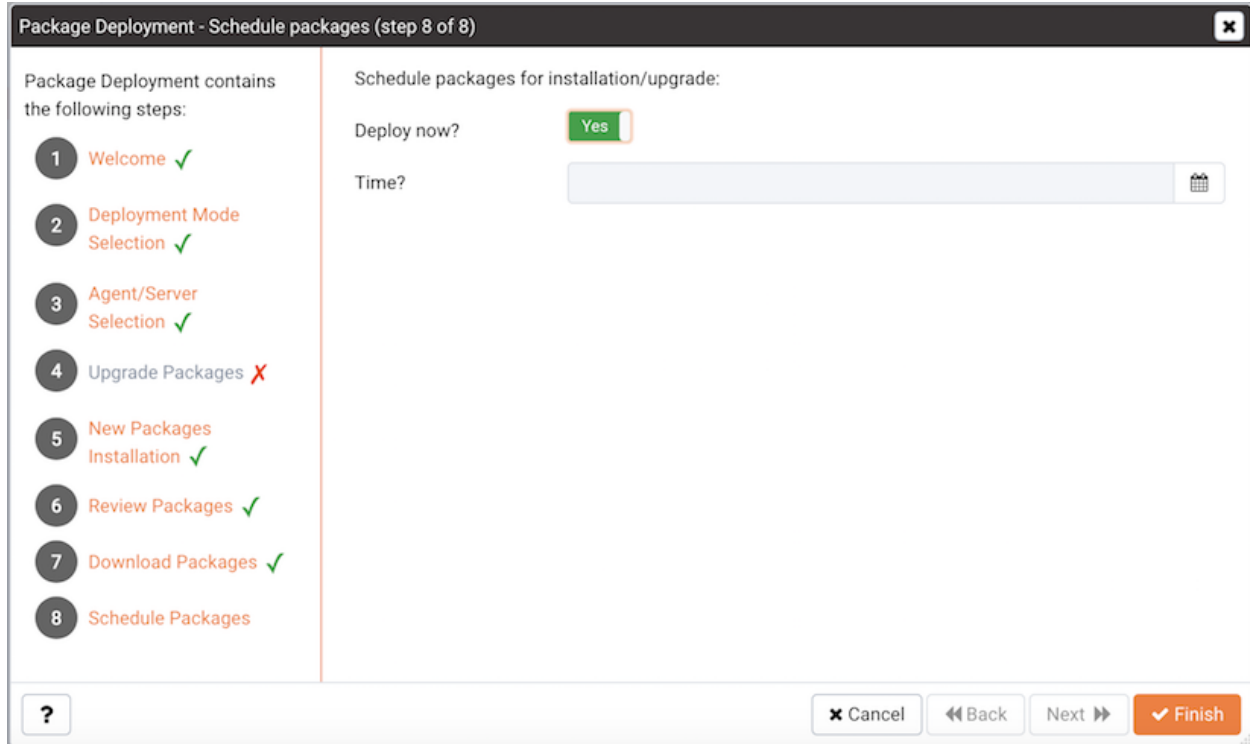 Package Deployment - Schedule packages (step 8 of 8)
Package Deployment contains
the following steps:
1 Welcome
2 Deployment Mode
Selection
3 Agent/Server
Selection
4 Upgrade Packages
5 New Packages
Installation
6 Review Packages
7 Download Packages
8 Schedule Packages
Schedule packages for installation/upgrade:
Deploy now? Yes
Time?
? Cancel Back Next Finish